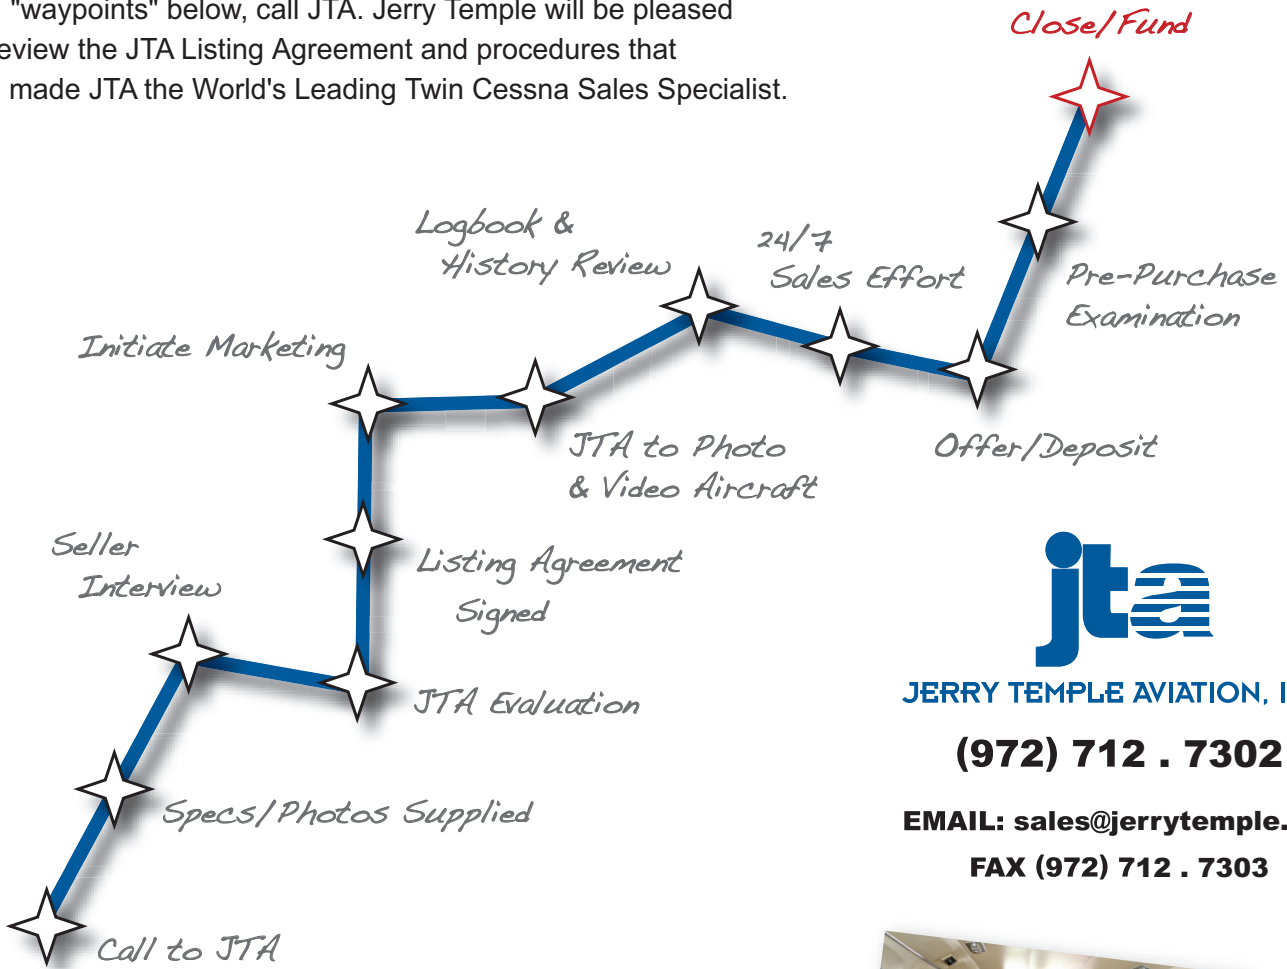 "waypoints" below, call JTA. Jerry Temple will be pleased
eview the JTA Listing Agreement and procedures that
made JTA the World's Leading Twin Cessna Sales Specialist.
Close/Fund
Logbook &
History Review
24/7
Sales Effort
Pre-Purchase
Examination
Initiate Marketing
JTA to Photo
& Video Aircraft
Offer/Deposit
Seller
Interview
Listing Agreement
Signed
JTA Evaluation
Specs/Photos Supplied
Call to JTA
jta
JERRY TEMPLE AVIATION, I
(972) 712 . 7302
EMAIL: sales@jerrytemple.
FAX (972) 712 . 7303